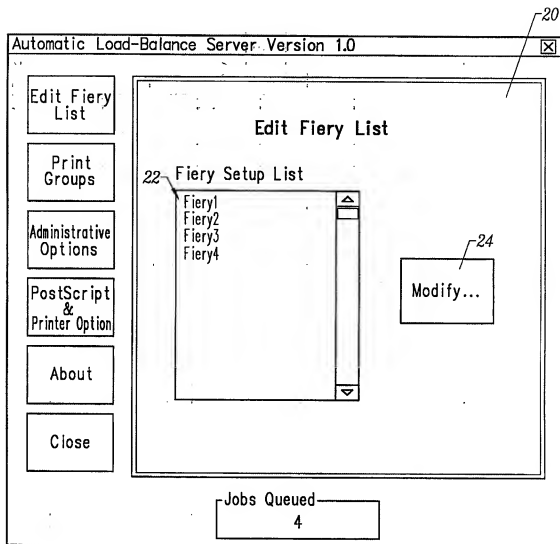 20
Automatic Load-Balance Server Version 1.0
Edit Fiery
List
Print
Groups
Administrative
Options
PostScript
&
Printer Option
About
Close
Edit Fiery List
22
Fiery Setup List
Fiery1
Fiery2
Fiery3
Fiery4
24
Modify...
Jobs Queued
4